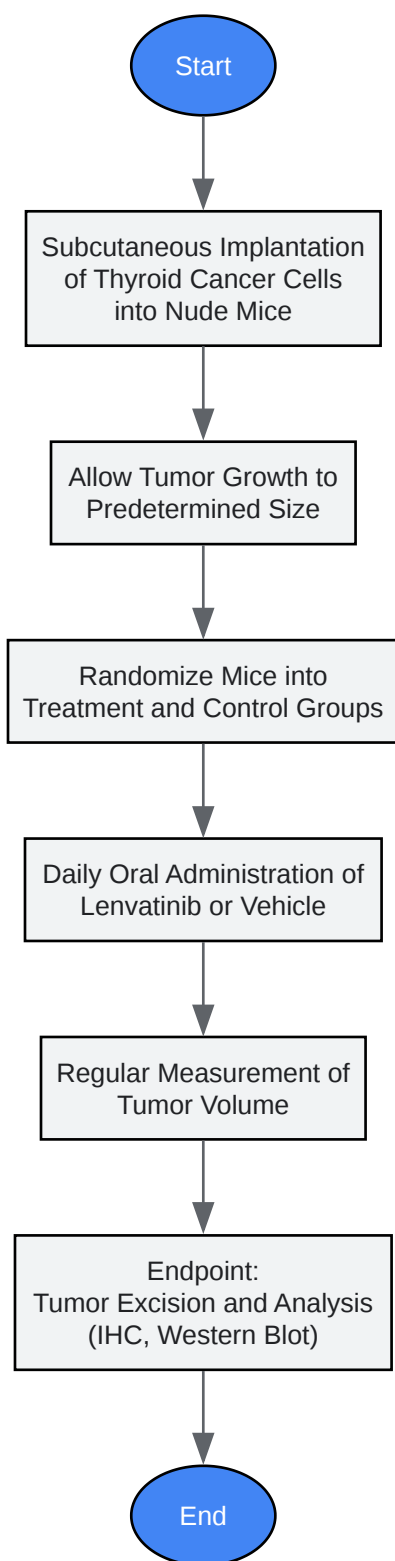 Start
Subcutaneous Implantation
of Thyroid Cancer Cells
into Nude Mice
Allow Tumor Growth to
Predetermined Size
Randomize Mice into
Treatment and Control Groups
Daily Oral Administration of
Lenvatinib or Vehicle
Regular Measurement of
Tumor Volume
Endpoint:
Tumor Excision and Analysis
(IHC, Western Blot)
End